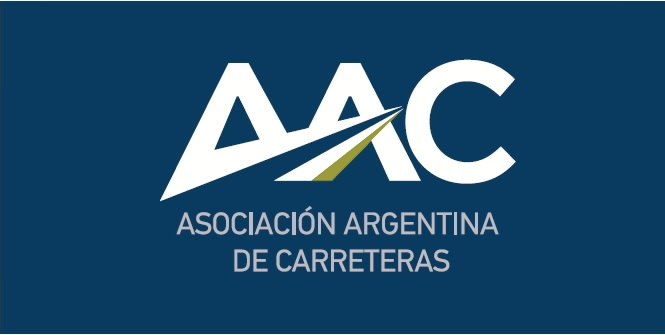 AAC
ASOCIACIÓN ARGENTINA
DE CARRETERAS